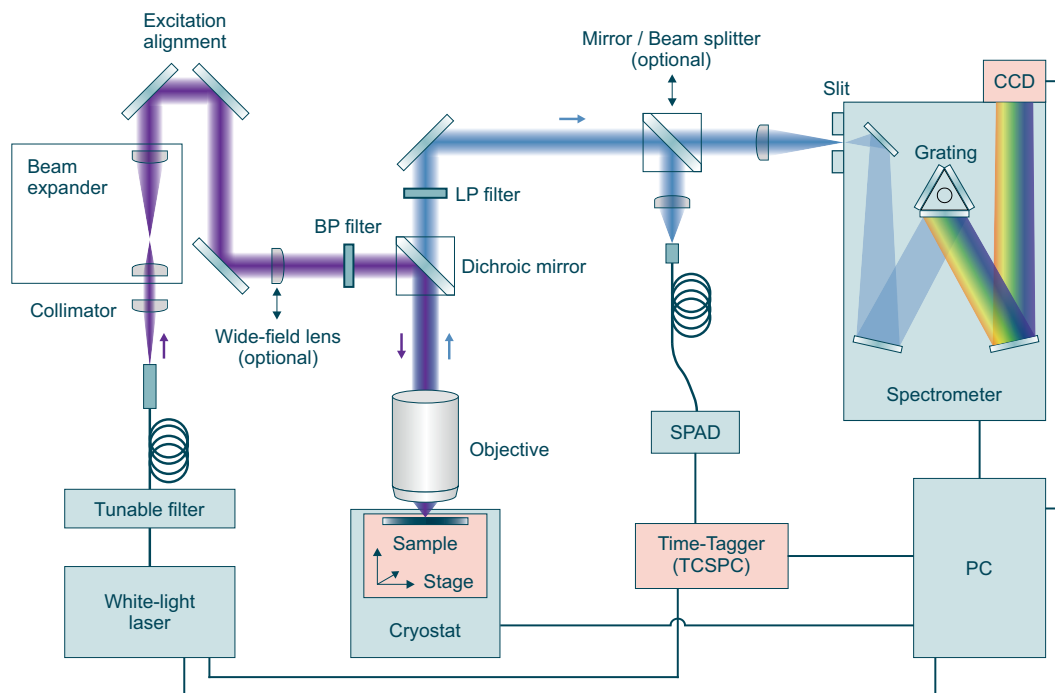 Excitation
alignment
Mirror / Beam splitter
(optional)
CCD
Slit
Beam
expander
Grating
LP filter
BP filter
Dichroic mirror
Collimator
Wide-field lens
(optional)
Spectrometer
SPAD
Objective
Tunable filter
Sample
Stage
Time-Tagger
(TCSPC)
PC
White-light
laser
Cryostat